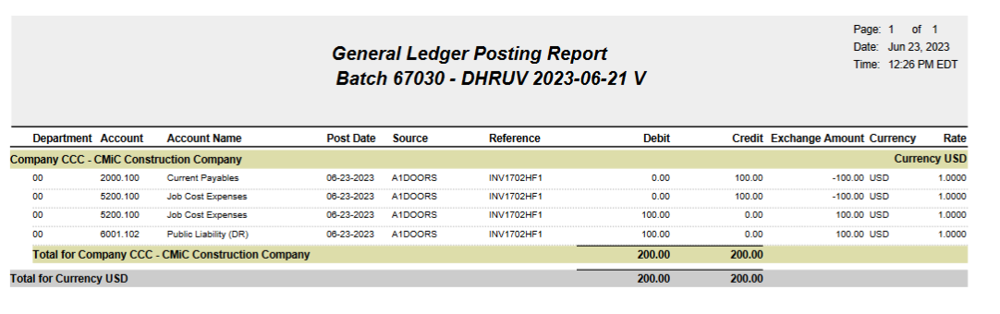 Page: 1 of 1
General Ledger Posting Report
Date: Jun 23, 2023
Time: 12:26 PM EDT
Batch 67030 - DHRUV 2023-06-21 V
Department Account Account Name Post Date Source Reference Debit Credit Exchange Amount Currency Rate
Company CCC - CMiC Construction Company Currency USD
00 2000.100 Current Payables 06-23-2023 A1DOORS INV1702HF1 0.00 100.00 -100.00 USD 1.0000
00 5200.100 Job Cost Expenses 06-23-2023 A1DOORS INV1702HF1 0.00 100.00 -100.00 USD 1.0000
00 5200.100 Job Cost Expenses 06-23-2023 A1DOORS INV1702HF1 100.00 0.00 100.00 USD 1.0000
00 6001.102 Public Liability (DR) 06-23-2023 A1DOORS INV1702HF1 100.00 0.00 100.00 USD 1.0000
Total for Company CCC - CMiC Construction Company 200.00 200.00
Total for Currency USD 200.00 200.00